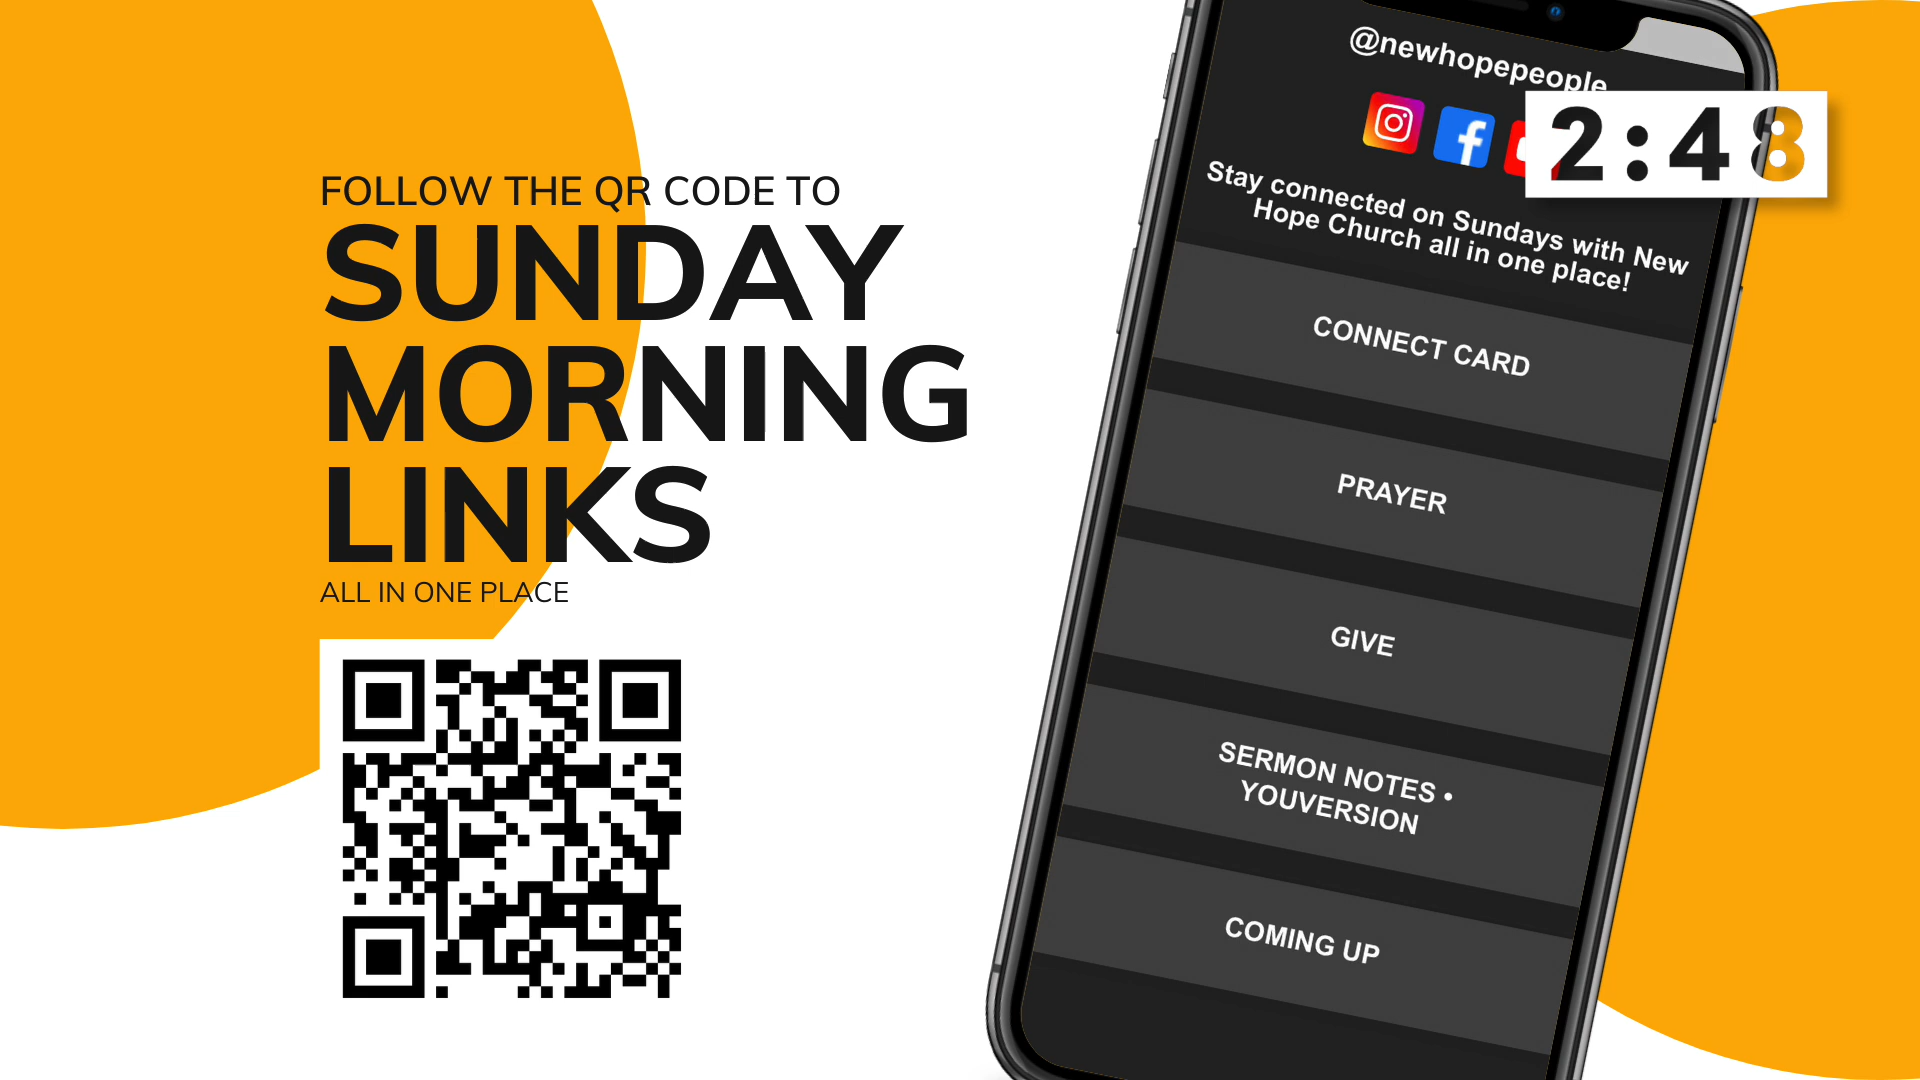 FOLLOW THE QR CODE TO
SUNDAY
MORNING
LINKS
ALL IN ONE PLACE
@newhopepeople
2:48
Stay connected on Sundays with New
Hope Church all in one place!
CONNECT CARD
PRAYER
GIVE
SERMON NOTES •
YOUVERSION
COMING UP